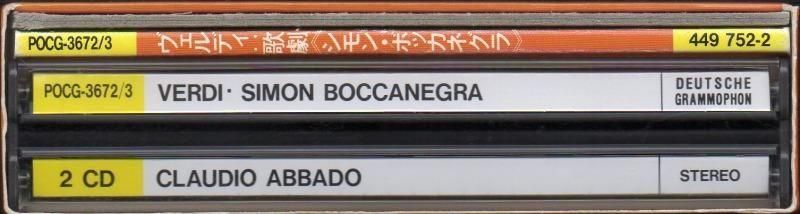 POCG-3672/3 ヴェルディ:歌劇《シモン・ボッカネグラ》 449 752-2
POCG-3672/3 VERDI· SIMON BOCCANEGRA DEUTSCHE
GRAMMOPHON
2 CD CLAUDIO ABBADO STEREO